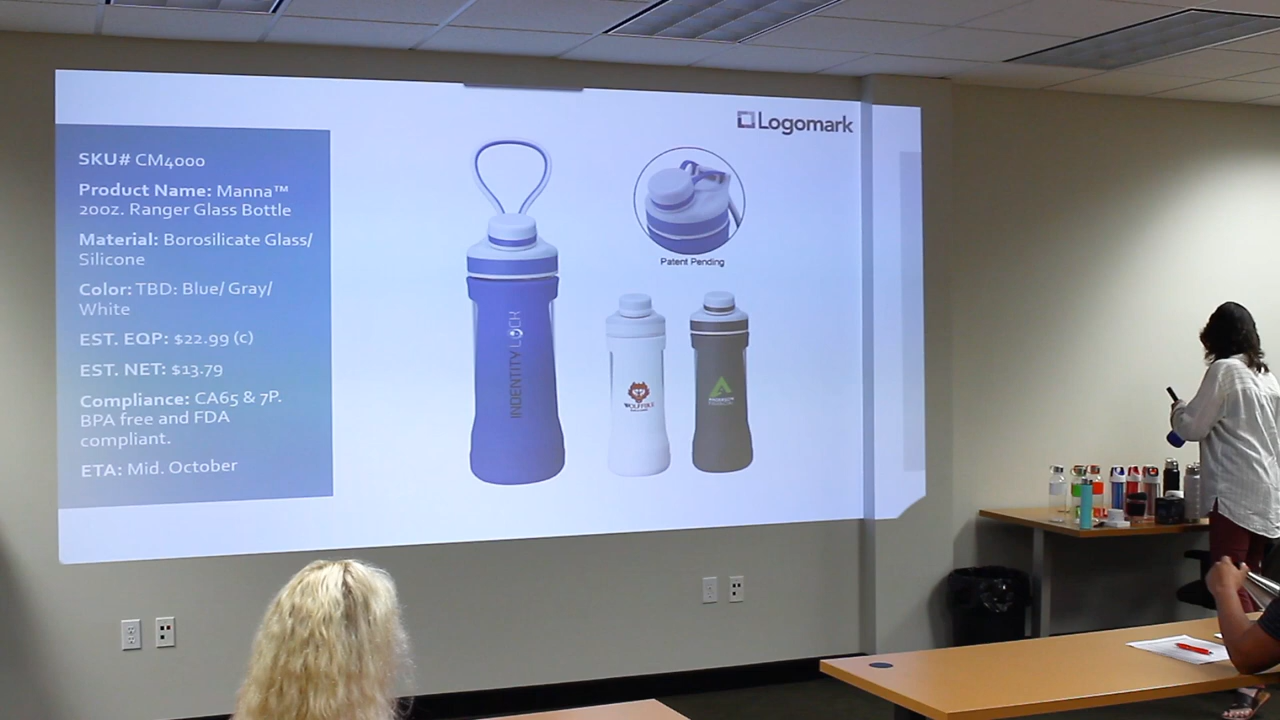 Logomark
SKU# CM4000
Product Name: Manna™
20oz. Ranger Glass Bottle
Material: Borosilicate Glass/
Silicone
Color: TBD: Blue/ Gray/
White
EST. EQP: $22.99 (c)
EST. NET: $13.79
Compliance: CA65 & 7P.
BPA free and FDA
compliant.
ETA: Mid. October
Patent Pending
INDENTITY LOCK